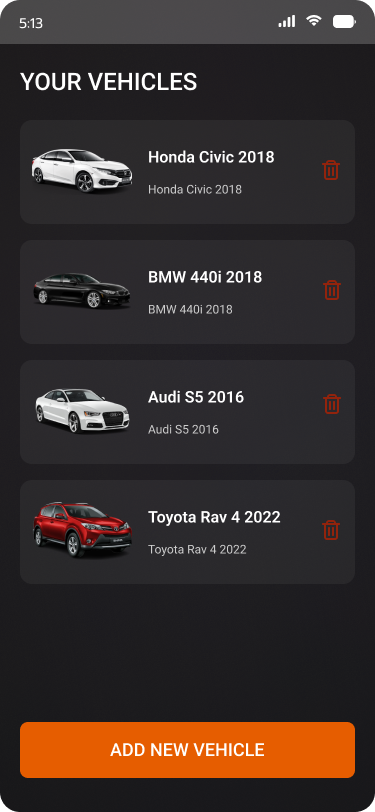 5:13
YOUR VEHICLES
Honda Civic 2018
Honda Civic 2018
BMW 440i 2018
BMW 440i 2018
Audi S5 2016
Audi S5 2016
Toyota Rav 4 2022
Toyota Rav 4 2022
ADD NEW VEHICLE